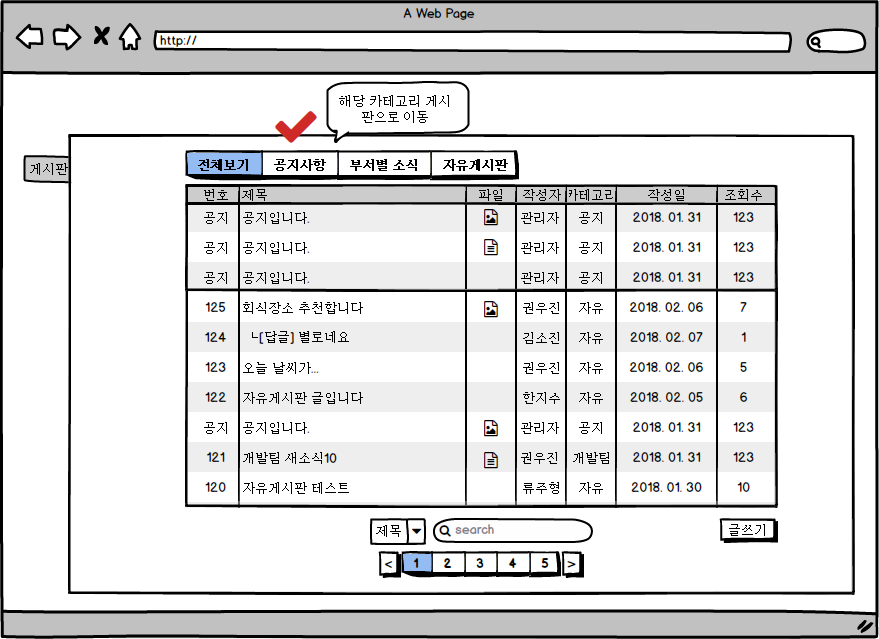 A Web Page
http://
해당 카테고리 게시
판으로 이동
게시판
전체보기 공지사항 부서별 소식 자유게시판
번호 제목 파일 작성자 카테고리 작성일 조회수
공지 공지입니다. 관리자 공지 2018. 01. 31 123
공지 공지입니다. 관리자 공지 2018. 01. 31 123
공지 공지입니다. 관리자 공지 2018. 01. 31 123
125 회식장소 추천합니다 권우진 자유 2018. 02. 06 7
124 ㄴ[답글] 별로네요 김소진 자유 2018. 02. 07 1
123 오늘 날씨가... 권우진 자유 2018. 02. 06 5
122 자유게시판 글입니다 한지수 자유 2018. 02. 05 6
공지 공지입니다. 관리자 공지 2018. 01. 31 123
121 개발팀 새소식10 권우진 개발팀 2018. 01. 31 123
120 자유게시판 테스트 류주형 자유 2018. 01. 30 10
제목 search 글쓰기
< 1 2 3 4 5 >